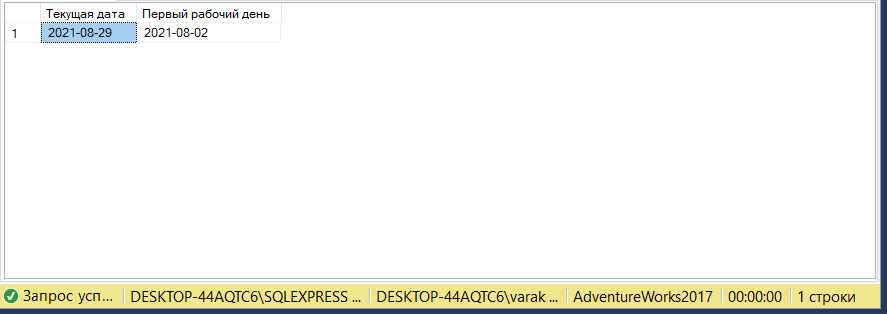 Текущая дата Первый рабочий день
1 2021-08-29 2021-08-02
Запрос усп... DESKTOP-44AQTC6\SQLEXPRESS ... DESKTOP-44AQTC6\varak ... AdventureWorks2017 00:00:00 1 строки